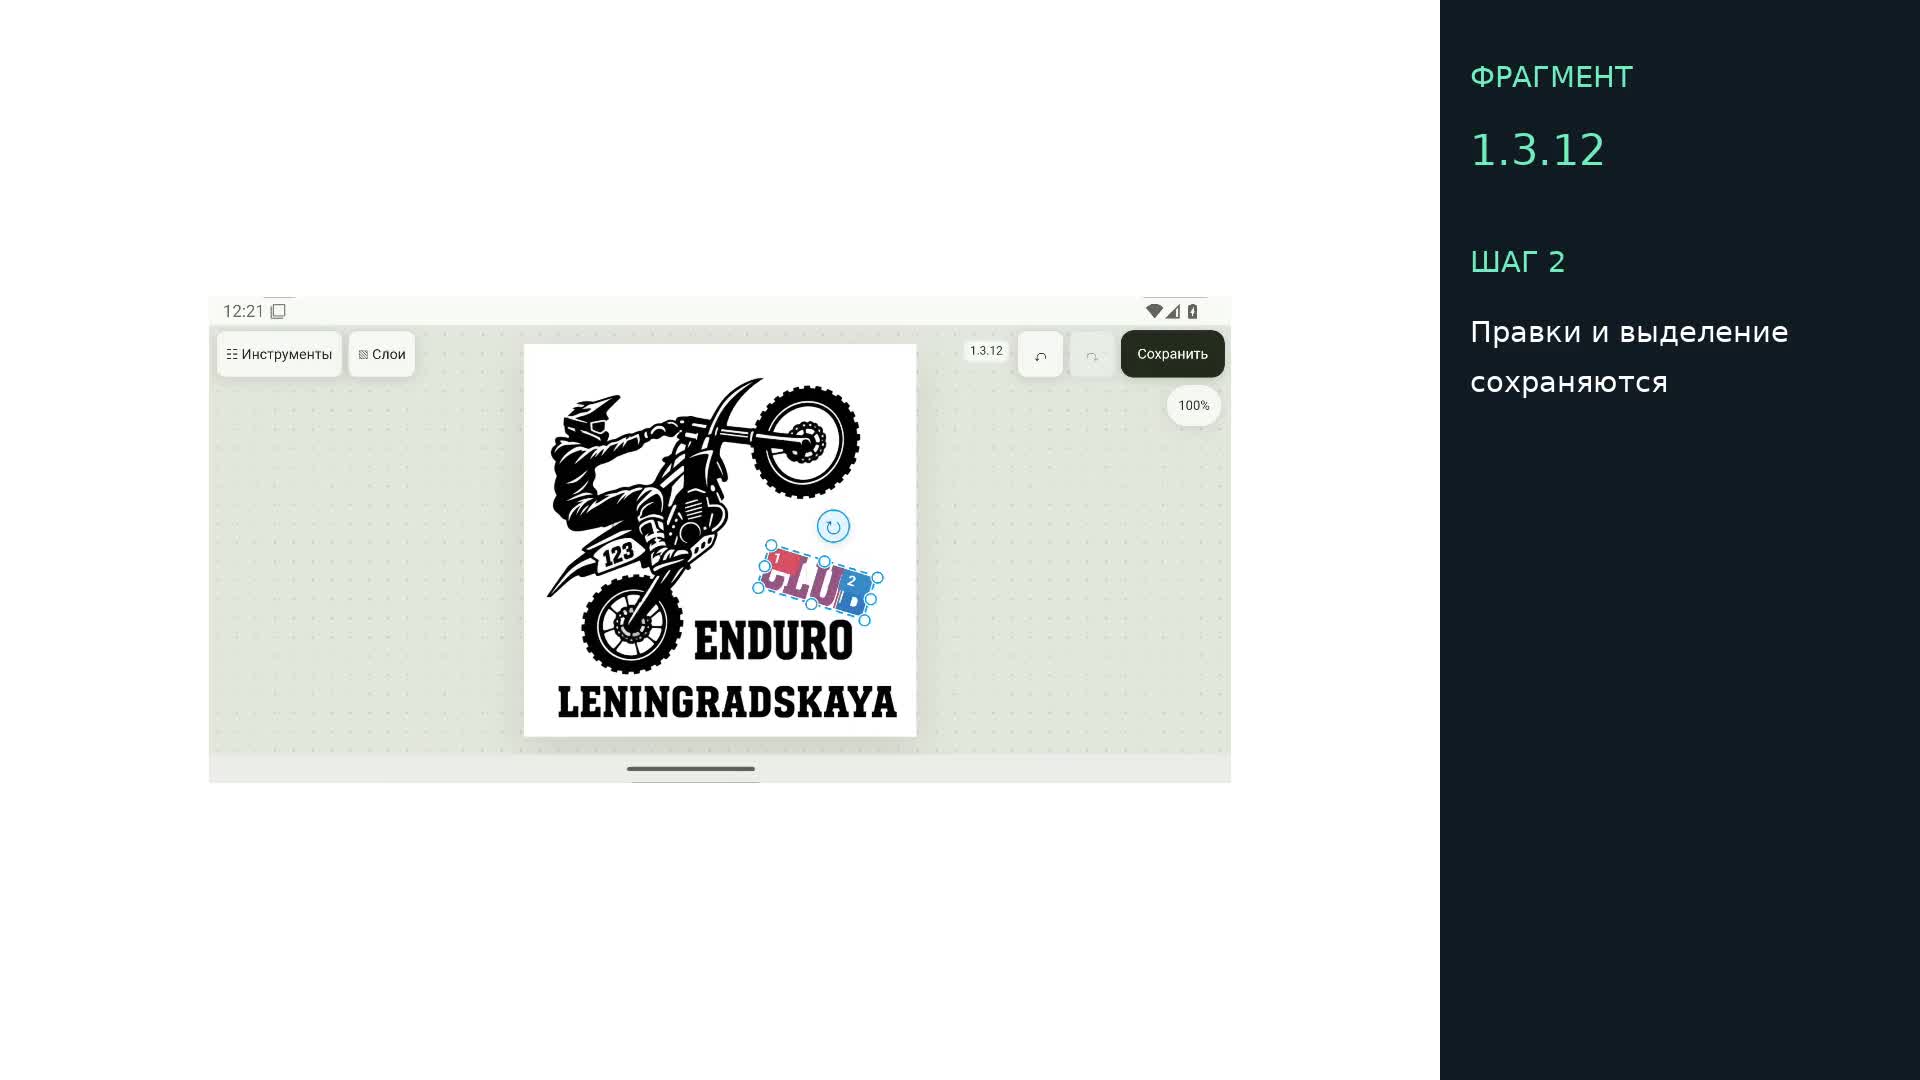 12:21
Инструменты
Слои
1.3.12
Сохранить
100%
123
1
CLUB
2
ENDURO
LENINGRADSKAYA
ФРАГМЕНТ
1.3.12
ШАГ 2
Правки и выделение
сохраняются